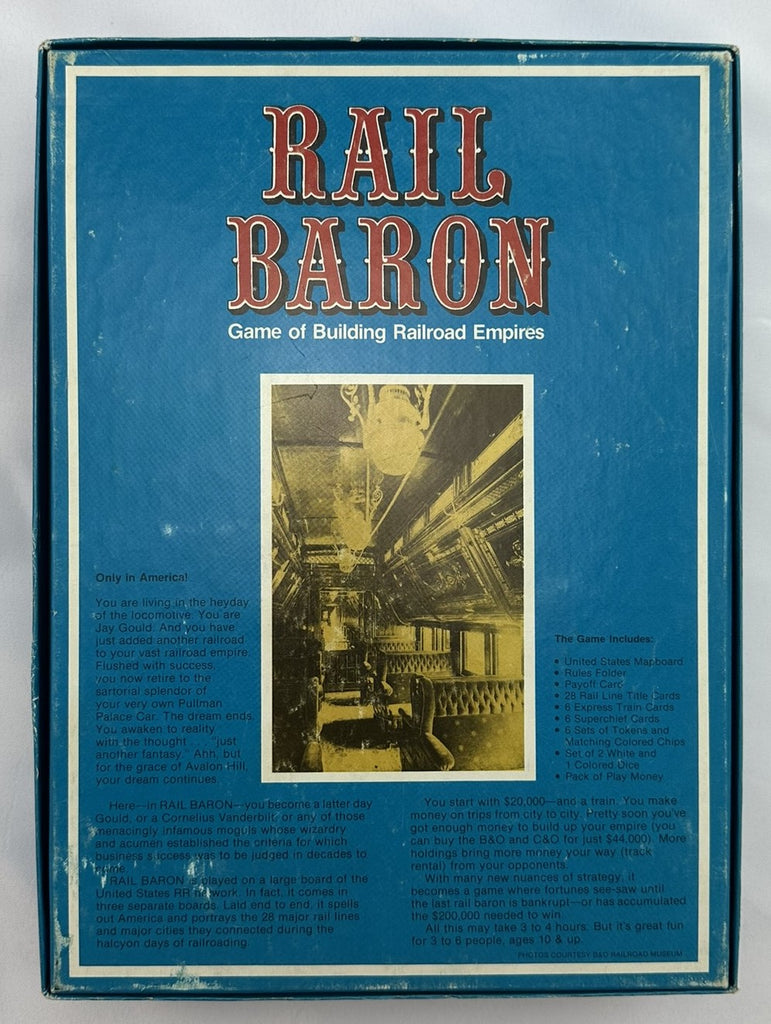 RAIL
BARON
Game of Building Railroad Empires
Only in America!
You are living in the heyday
of the locomotive. You are
Jay Gould. And you have
just added another railroad
to your vast railroad empire.
Flushed with success,
you now retire to the
sartorial splendor of
your very own Pullman
Palace Car. The dream ends.
You awaken to reality
with the thought . . . "just
another fantasy." Ahh, but
for the grace of Avalon Hill,
your dream continues.
The Game Includes:
• United States Mapboard
• Rules Folder
• Payoff Card
• 28 Rail Line Title Cards
• 6 Express Train Cards
• 6 Superchief Cards
• 6 Sets of Tokens and
Matching Colored Chips
• Set of 2 White and
1 Colored Dice
• Pack of Play Money
Here—in RAIL BARON—you become a latter day
Gould, or a Cornelius Vanderbilt, or any of those
menacingly infamous moguls whose wizardry
and acumen established the criteria for which
business success was to be judged in decades to
come.
RAIL BARON is played on a large board of the
United States RR network. In fact, it comes in
three separate boards. Laid end to end, it spells
out America and portrays the 28 major rail lines
and major cities they connected during the
halcyon days of railroading.
You start with $20,000—and a train. You make
money on trips from city to city. Pretty soon you've
got enough money to build up your empire (you
can buy the B&O and C&O for just $44,000). More
holdings bring more money your way (track
rental) from your opponents.
With many new nuances of strategy, it
becomes a game where fortunes see-saw until
the last rail baron is bankrupt—or has accumulated
the $200,000 needed to win.
All this may take 3 to 4 hours. But it's great fun
for 3 to 6 people, ages 10 & up.
PHOTOS COURTESY B&O RAILROAD MUSEUM